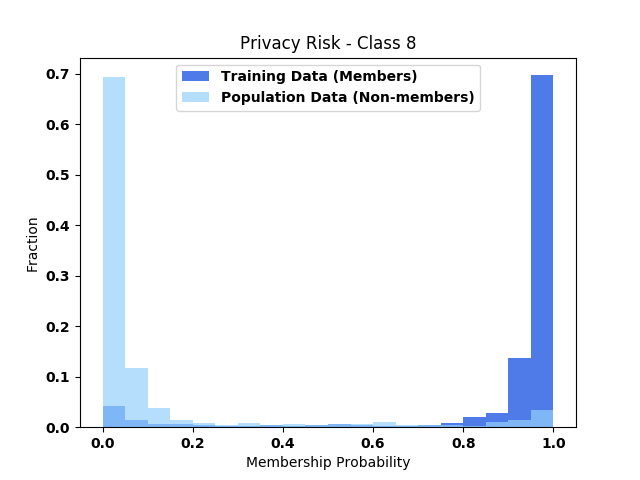 Privacy Risk - Class 8
Training Data (Members)
Population Data (Non-members)
Fraction
0.7
0.6
0.5
0.4
0.3
0.2
0.1
0.0
0.0 0.2 0.4 0.6 0.8 1.0
Membership Probability